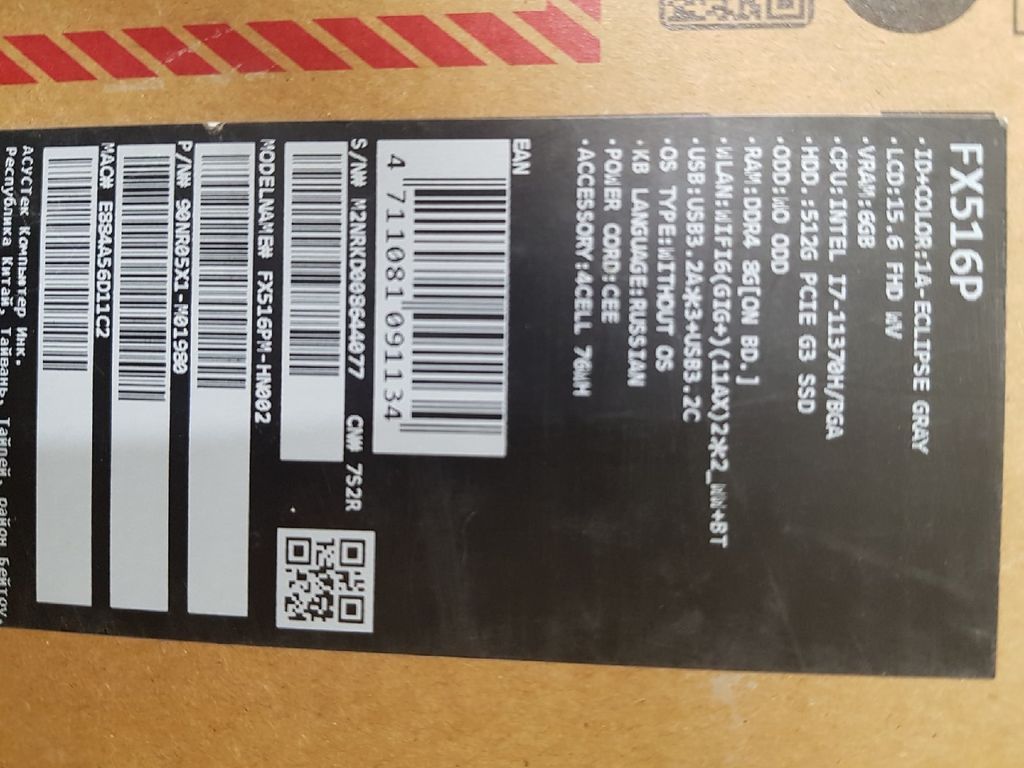 FX516P
·ID-COLOR:1A-ECLIPSE GRAY
·LCD:15.6 FHD WV
·VRAM:6GB
·CPU:INTEL I7-11370H/BGA
·HDD.:512G PCIE G3 SSD
·ODD:WO ODD
·RAM:DDR4 8G[ON BD.]
·WLAN:WIFI6(GIG+)(11AX)2*2_WW+BT
·USB:USB3.2A*3+USB3.2C
·OS TYPE:WITHOUT OS
·KB LANGUAGE:RUSSIAN
·POWER CORD:CEE
·ACCESSORY:4CELL 76WH
EAN
4 711081 091134
S/N# M2NRKD00864A077 CN# 7S2R
MODELNAME# FX516PM-HN002
P/N# 90NR05X1-M01980
MAC# E884A56D11C2
АСУСТек Компьютер Инк.
Республика Китай, Тайвань, Тайпей, район Бейтоу,